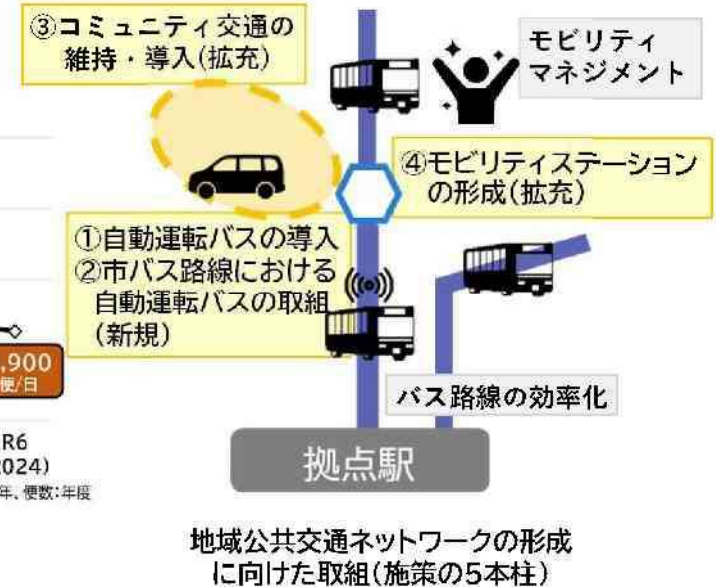 ③コミュニティ交通の
維持・導入(拡充)
モビリティ
マネジメント
④モビリティステーション
の形成(拡充)
①自動運転バスの導入
②市バス路線における
自動運転バスの取組
(新規)
,900
便/日
バス路線の効率化
R6
2024)
年、便数:年度
拠点駅
地域公共交通ネットワークの形成
に向けた取組(施策の5本柱)